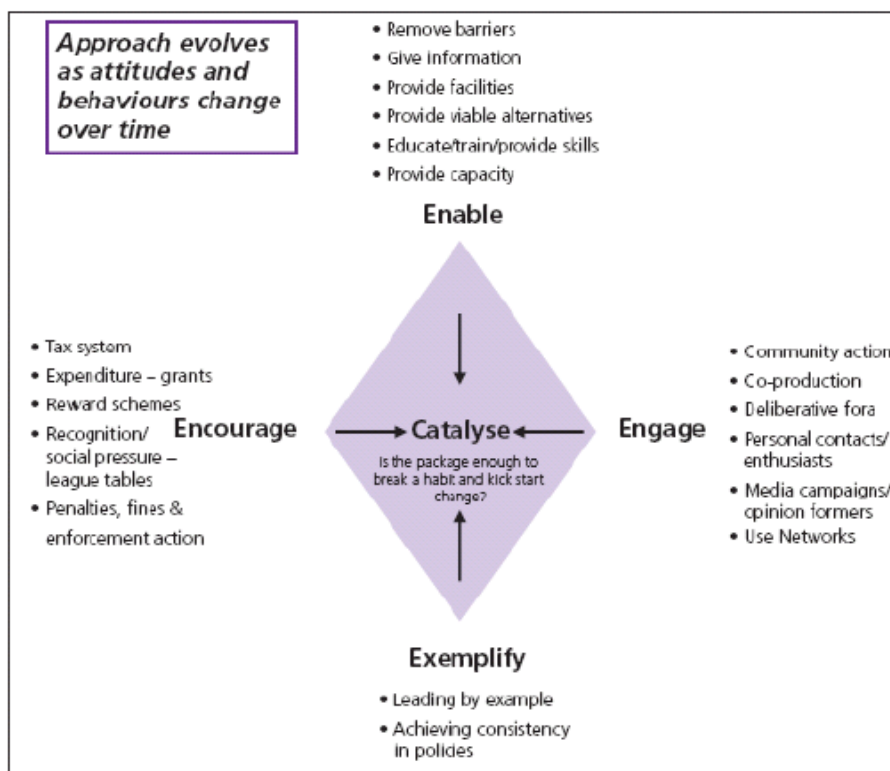 Approach evolves
as attitudes and
behaviours change
over time
• Remove barriers
• Give information
• Provide facilities
• Provide viable alternatives
• Educate/train/provide skills
• Provide capacity
Enable
• Tax system
• Expenditure – grants
• Reward schemes
• Recognition/
social pressure –
league tables
• Penalties, fines &
enforcement action
Encourage
Catalyse
Is the package enough to
break a habit and kick start
change?
Engage
• Community action
• Co-production
• Deliberative fora
• Personal contacts/
enthusiasts
• Media campaigns/
opinion formers
• Use Networks
Exemplify
• Leading by example
• Achieving consistency
in policies